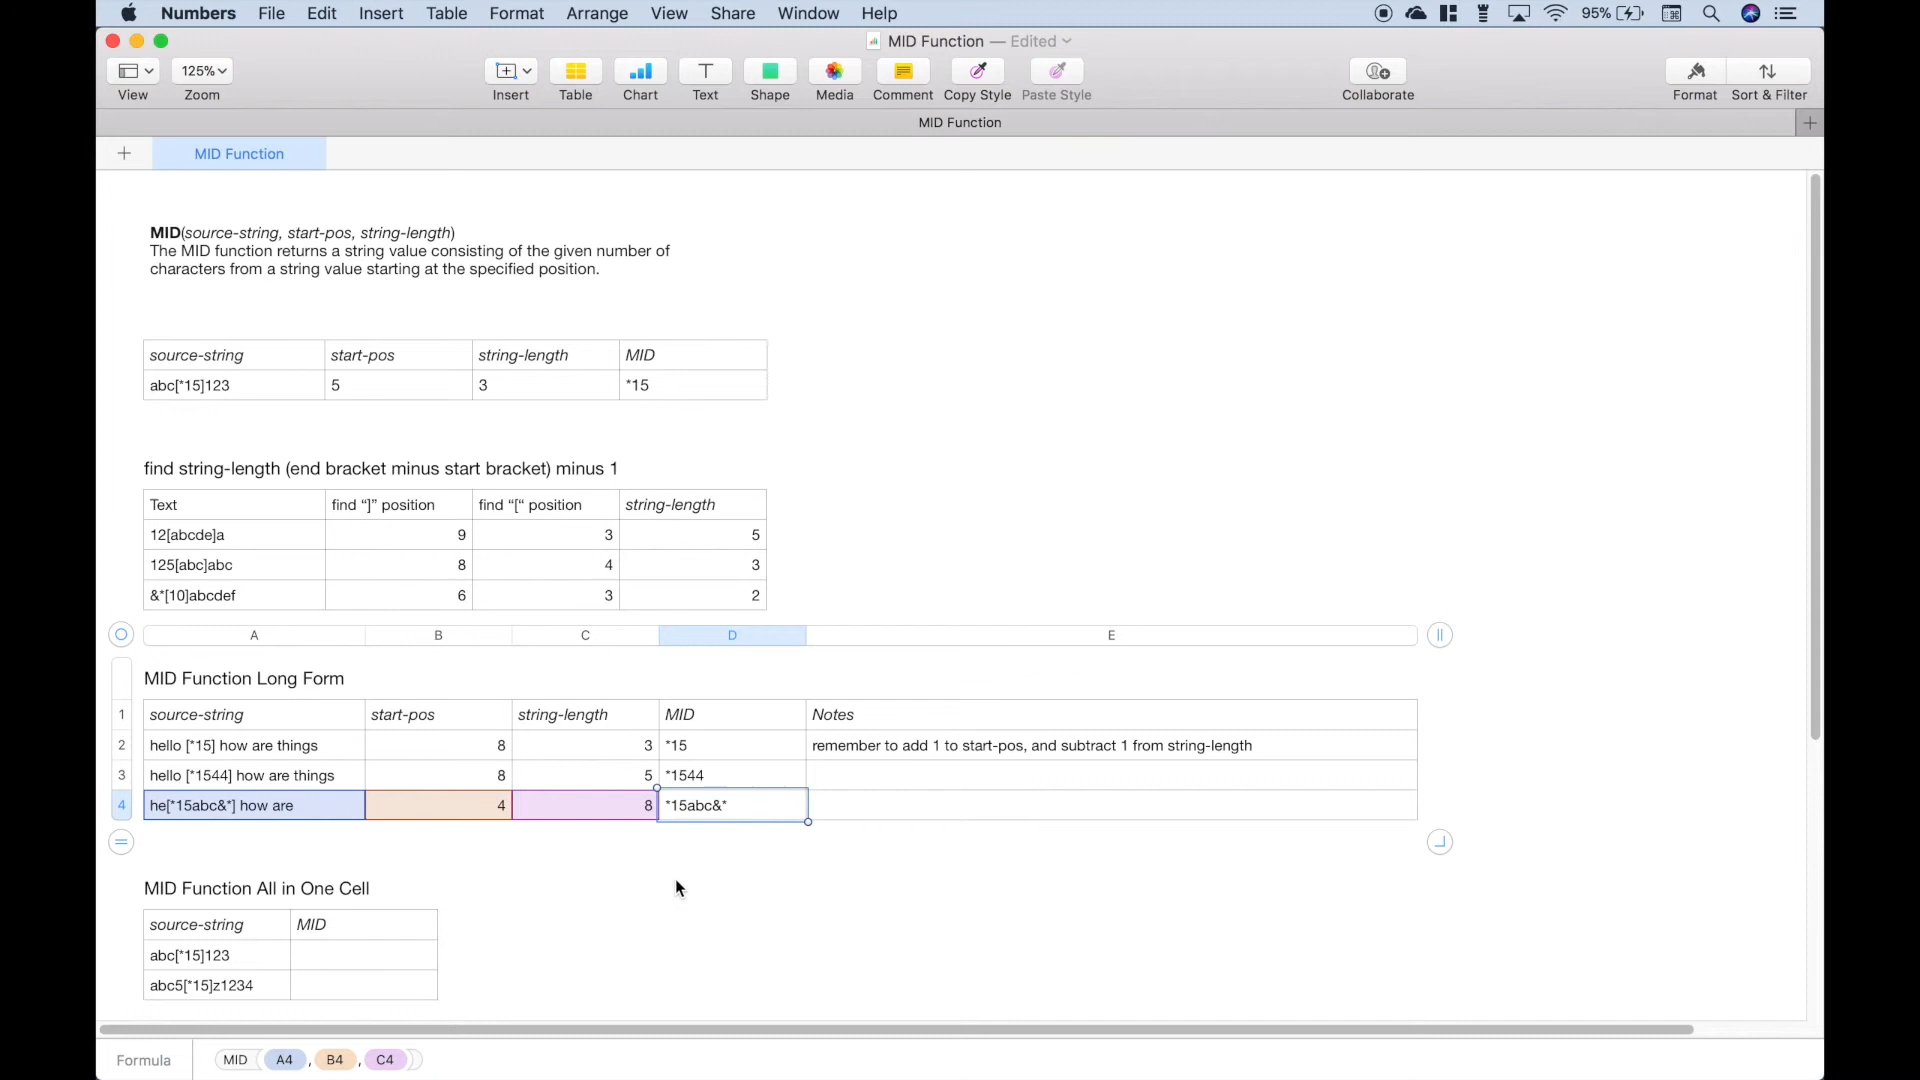 Numbers File Edit Insert Table Format Arrange View Share Window Help 95%
MID Function — Edited
125%
View Zoom Insert Table Chart Text Shape Media Comment Copy Style Paste Style Collaborate Format Sort & Filter
MID Function
MID Function
MID(source-string, start-pos, string-length)
The MID function returns a string value consisting of the given number of
characters from a string value starting at the specified position.
source-string start-pos string-length MID
abc[*15]123 5 3 *15
find string-length (end bracket minus start bracket) minus 1
Text find “]” position find “[“ position string-length
12[abcde]a 9 3 5
125[abc]abc 8 4 3
&*[10]abcdef 6 3 2
A B C D E
MID Function Long Form
1 source-string start-pos string-length MID Notes
2 hello [*15] how are things 8 3 *15 remember to add 1 to start-pos, and subtract 1 from string-length
3 hello [*1544] how are things 8 5 *1544
4 he[*15abc&*] how are 4 8 *15abc&*
MID Function All in One Cell
source-string MID
abc[*15]123
abc5[*15]z1234
Formula MID ( A4 , B4 , C4 )